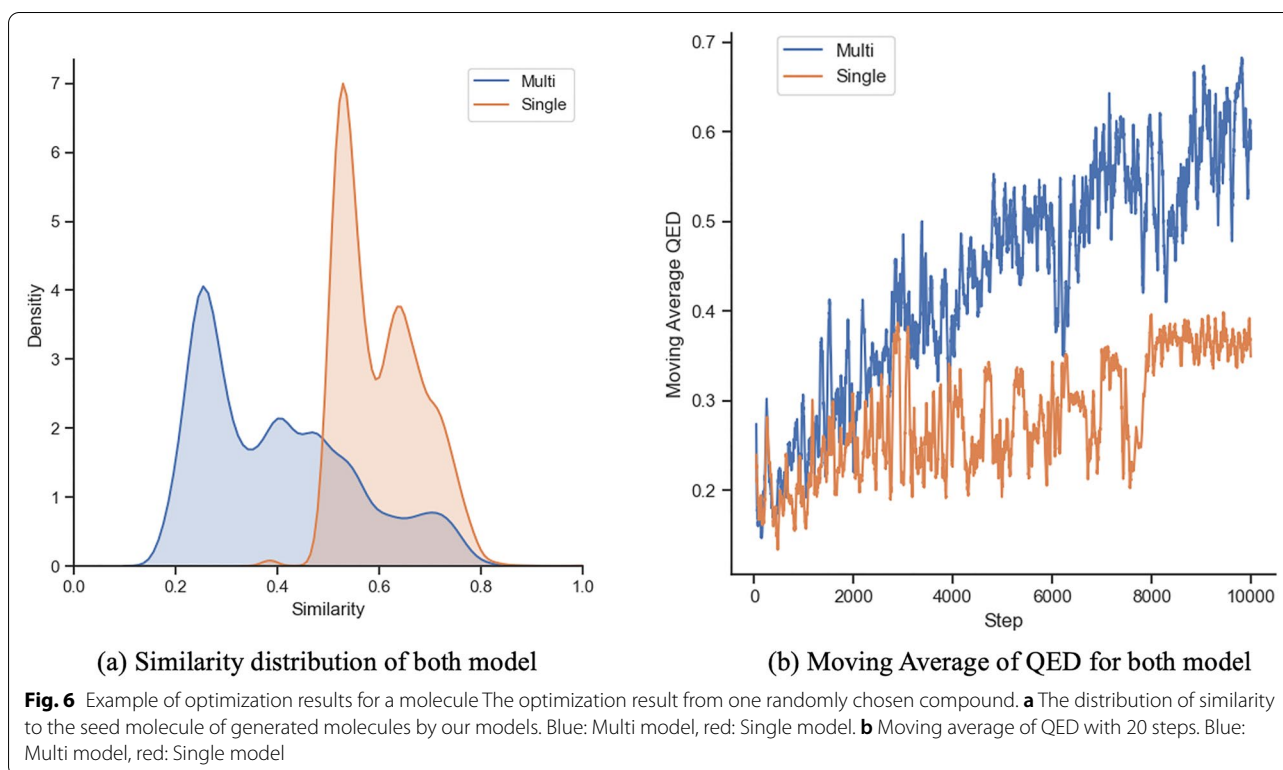 7
6
5
4
3
2
1
0
Densitiy
0.0 0.2 0.4 0.6 0.8 1.0
Similarity
Multi
Single
(a) Similarity distribution of both model
0.7
0.6
0.5
0.4
0.3
0.2
Moving Average QED
0 2000 4000 6000 8000 10000
Step
Multi
Single
(b) Moving Average of QED for both model
Fig. 6 Example of optimization results for a molecule The optimization result from one randomly chosen compound. a The distribution of similarity
to the seed molecule of generated molecules by our models. Blue: Multi model, red: Single model. b Moving average of QED with 20 steps. Blue:
Multi model, red: Single model